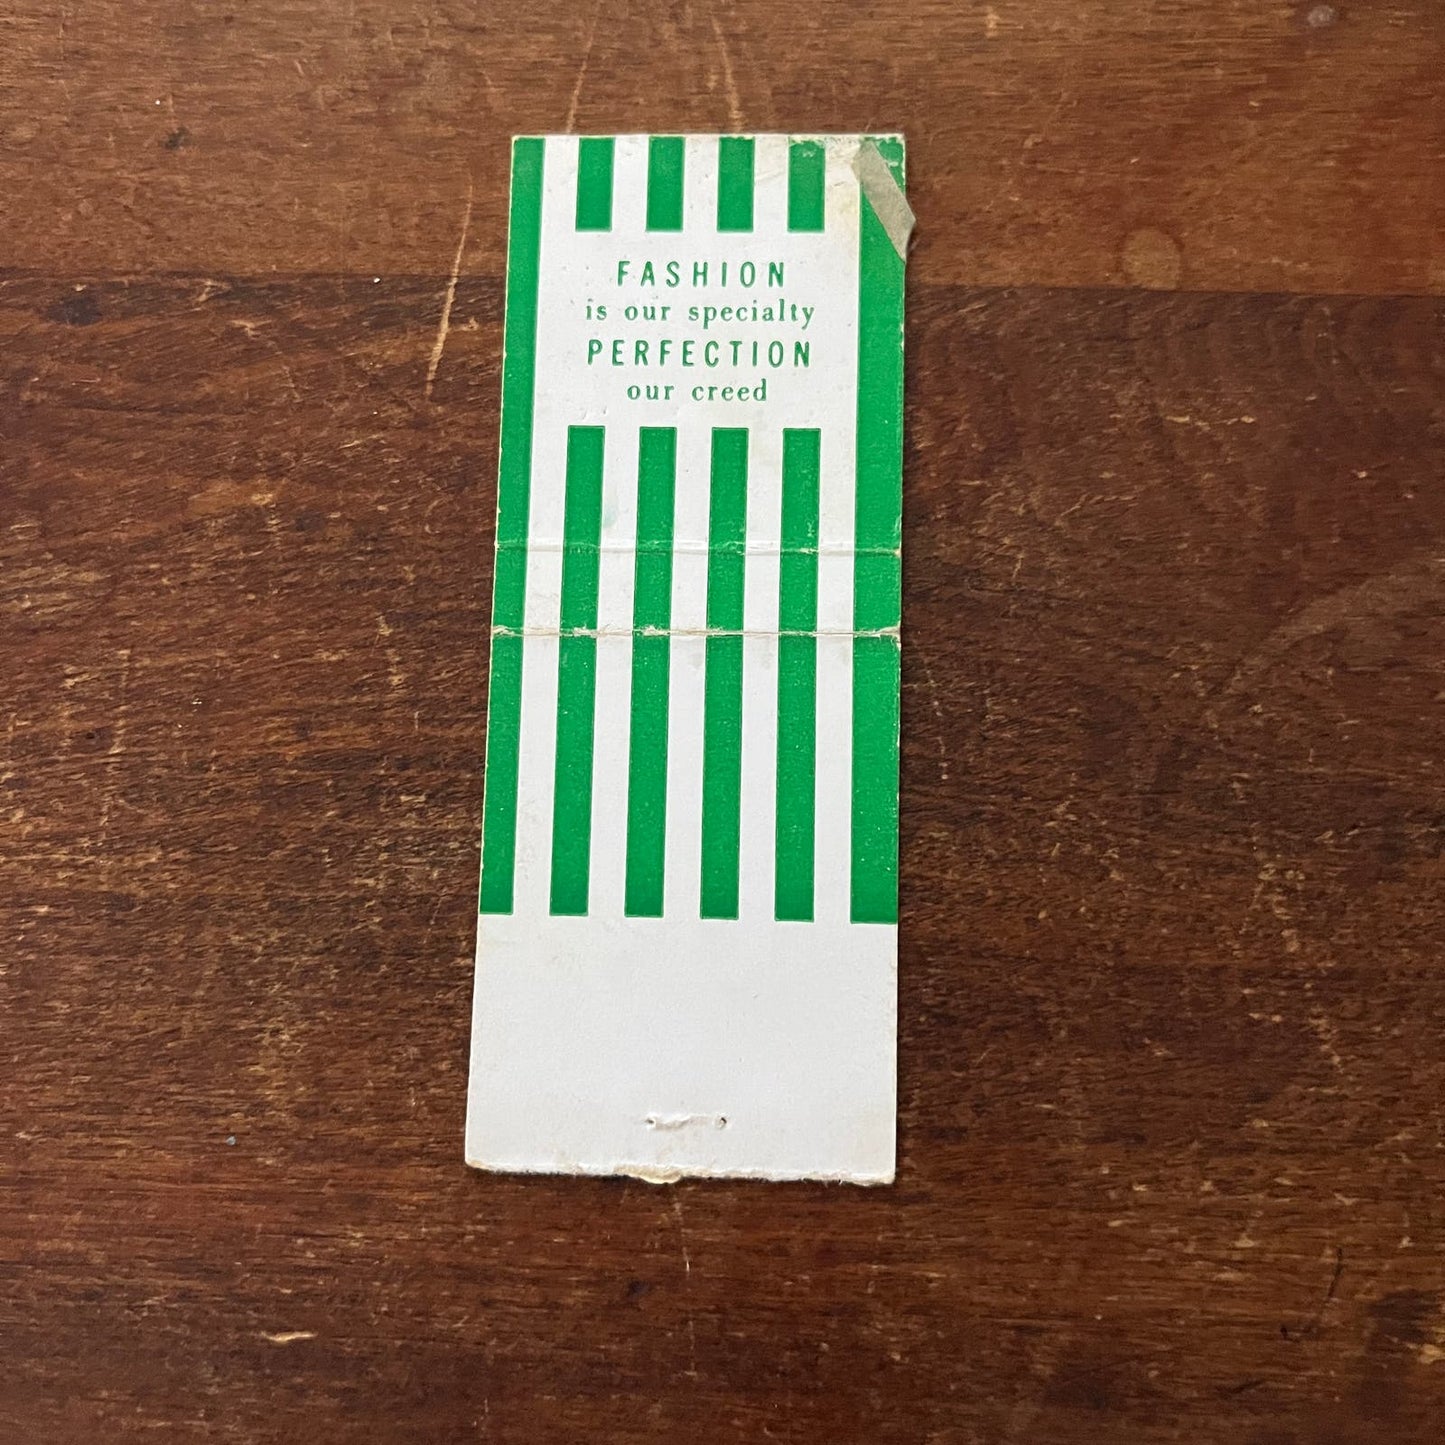 FASHION
is our specialty
PERFECTION
our creed